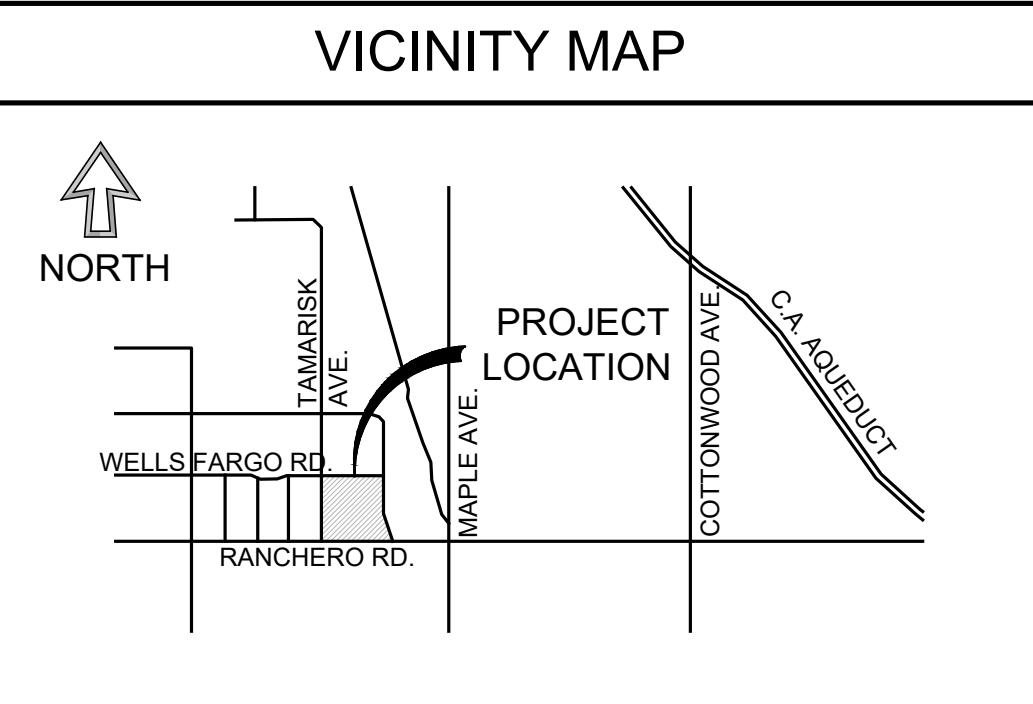 VICINITY MAP
NORTH
TAMARISK
AVE.
PROJECT
LOCATION
COTTONWOOD AVE.
C.A. AQUEDUCT
MAPLE AVE.
WELLS FARGO RD.
RANCHERO RD.